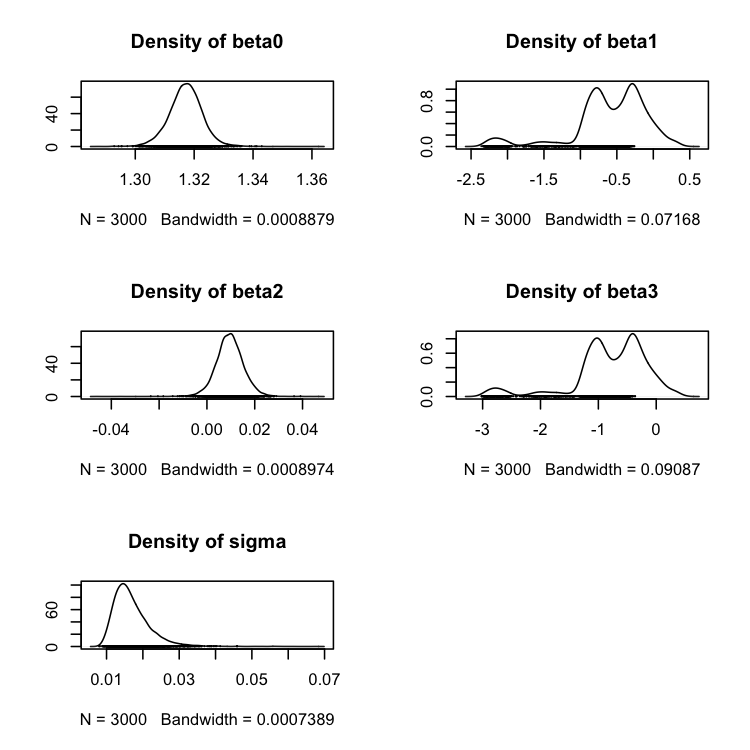 Density of beta0
0 40
1.30 1.32 1.34 1.36
N = 3000 Bandwidth = 0.0008879
Density of beta1
0.0 0.8
-2.5 -1.5 -0.5 0.5
N = 3000 Bandwidth = 0.07168
Density of beta2
0 40
-0.04 0.00 0.02 0.04
N = 3000 Bandwidth = 0.0008974
Density of beta3
0.0 0.6
-3 -2 -1 0
N = 3000 Bandwidth = 0.09087
Density of sigma
0 60
0.01 0.03 0.05 0.07
N = 3000 Bandwidth = 0.0007389